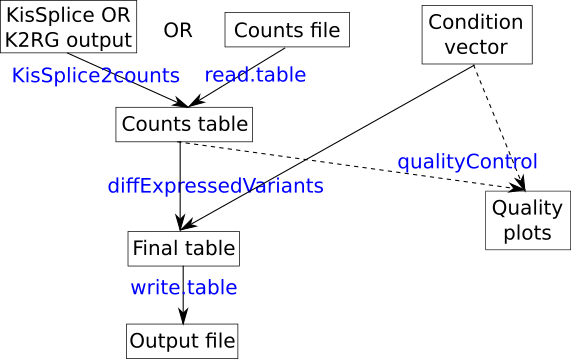 KisSplice OR
K2RG output
OR
Counts file
Condition
vector
KisSplice2counts
read.table
Counts table
qualityControl
diffExpressedVariants
Quality
plots
Final table
write.table
Output file